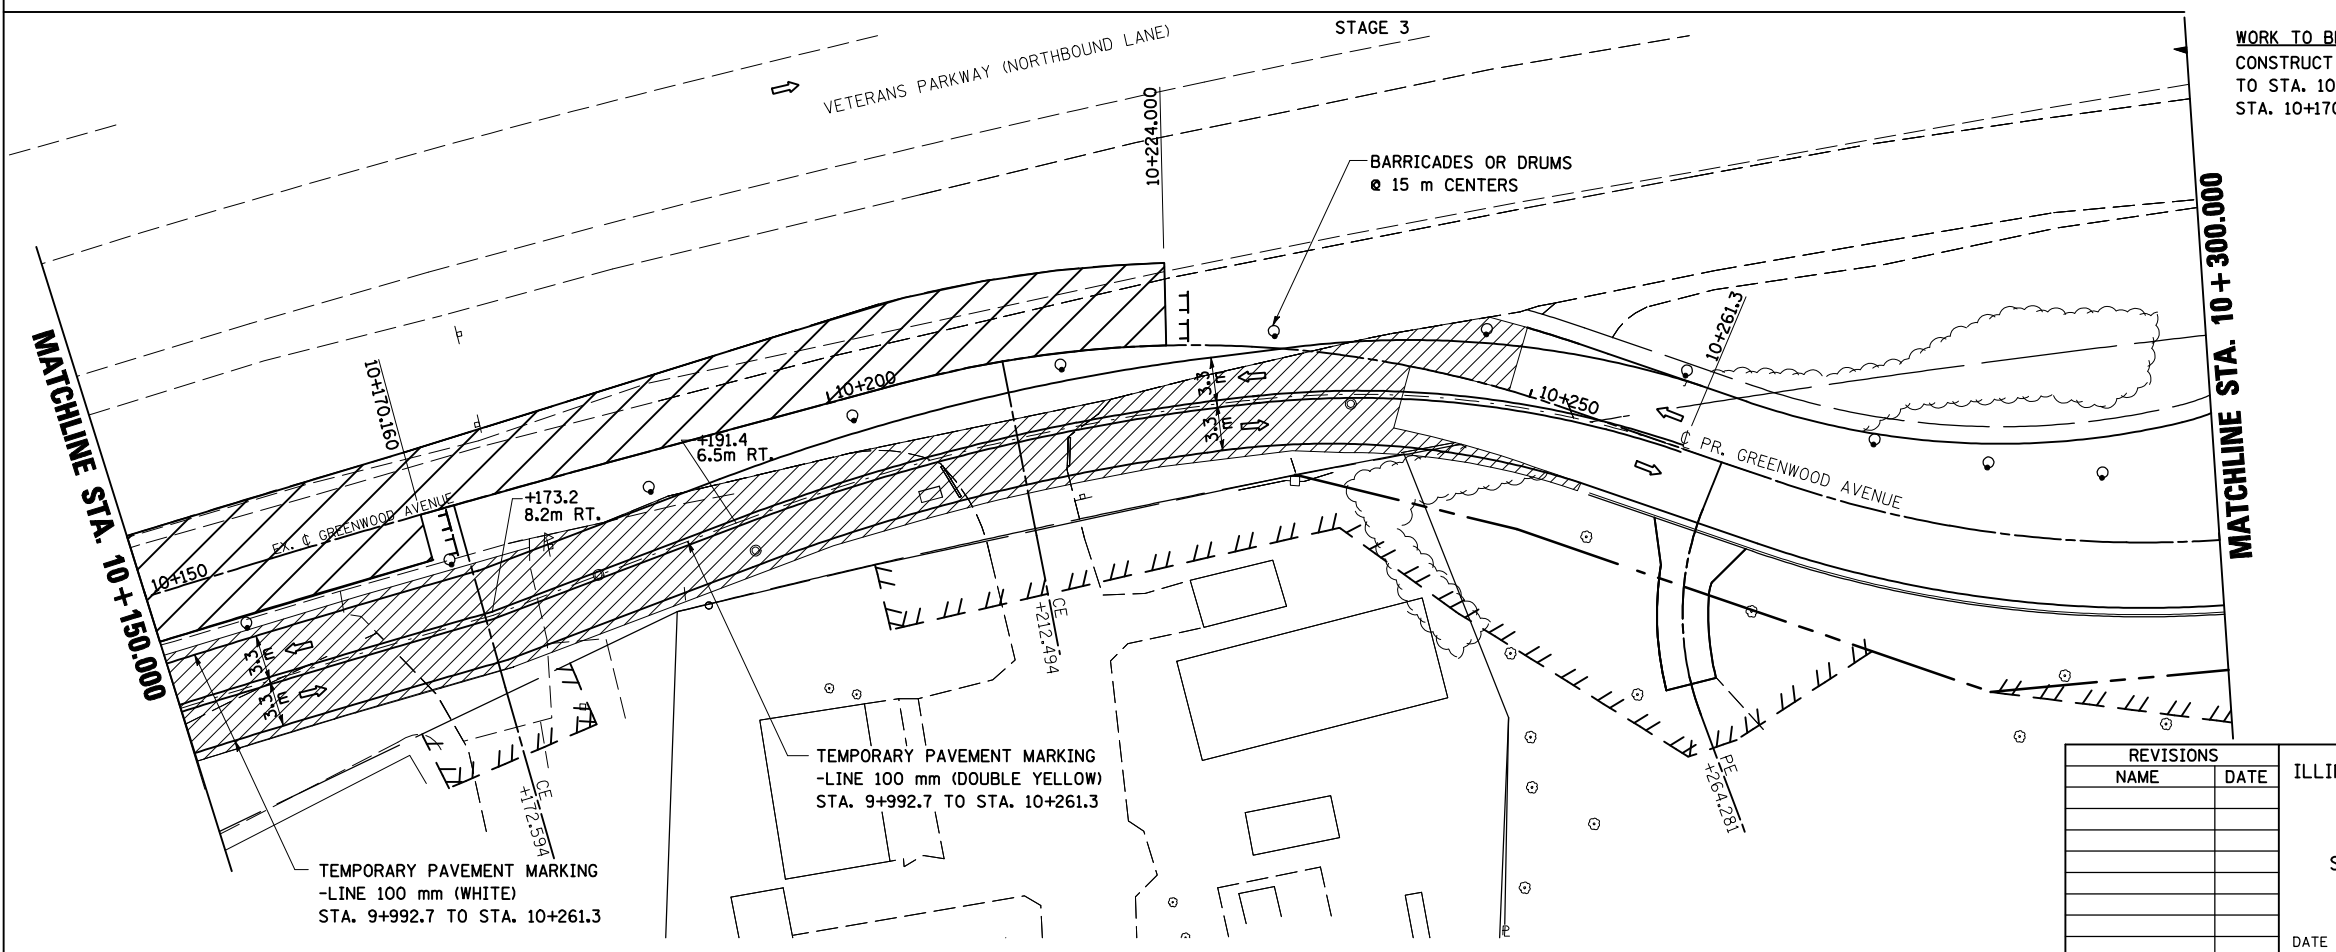 STAGE 3
VETERANS PARKWAY (NORTHBOUND LANE)
WORK TO B
CONSTRUCT
TO STA. 10
STA. 10+170
10+224.000
BARRICADES OR DRUMS
@ 15 m CENTERS
MATCHLINE STA. 10+300.000
MATCHLINE STA. 10+150.000
10+170.160
10+200
10+261.3
10+250
3.3 m
3.3 m
+191.4
6.5m RT.
+173.2
8.2m RT.
EX. ℄ GREENWOOD AVENUE
℄ PR. GREENWOOD AVENUE
10+150
3.3 m
3.3 m
CE
+212.494
CE
+172.594
PE
+264.281
TEMPORARY PAVEMENT MARKING
-LINE 100 mm (DOUBLE YELLOW)
STA. 9+992.7 TO STA. 10+261.3
TEMPORARY PAVEMENT MARKING
-LINE 100 mm (WHITE)
STA. 9+992.7 TO STA. 10+261.3
REVISIONS
NAME DATE
ILLI
S
DATE